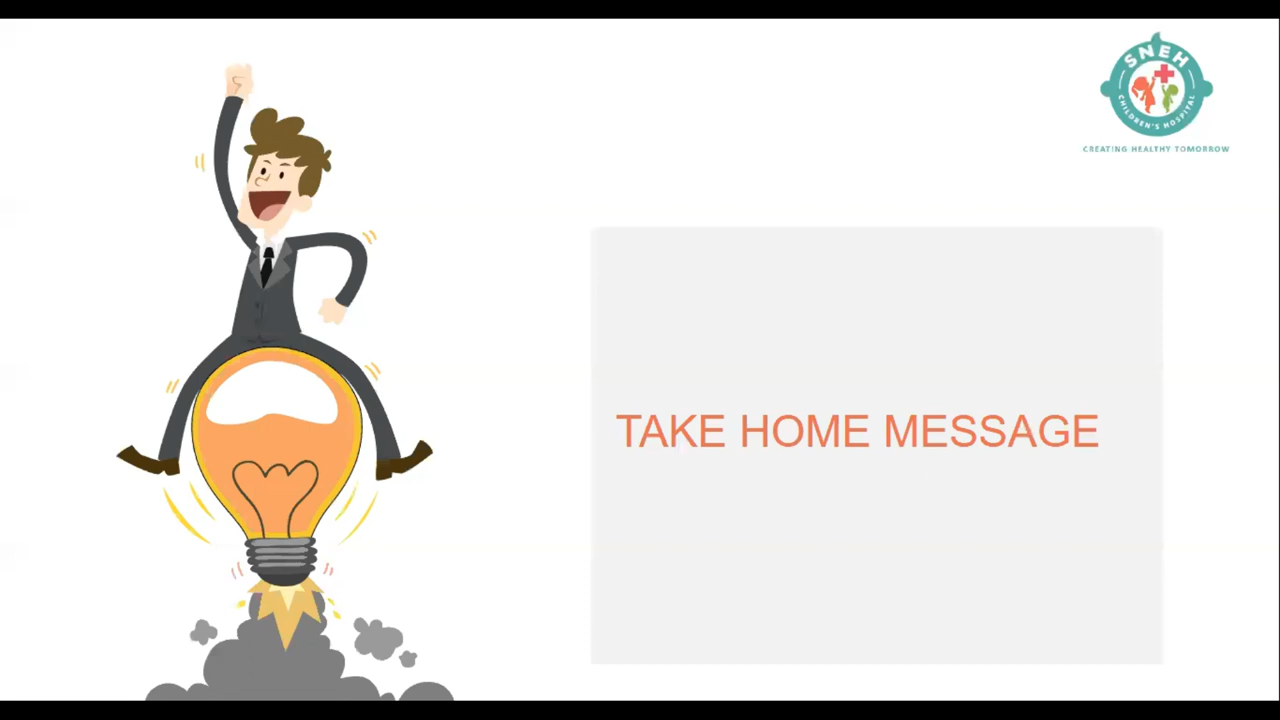 SNEH
CHILDREN'S HOSPITAL
CREATING HEALTHY TOMORROW
TAKE HOME MESSAGE